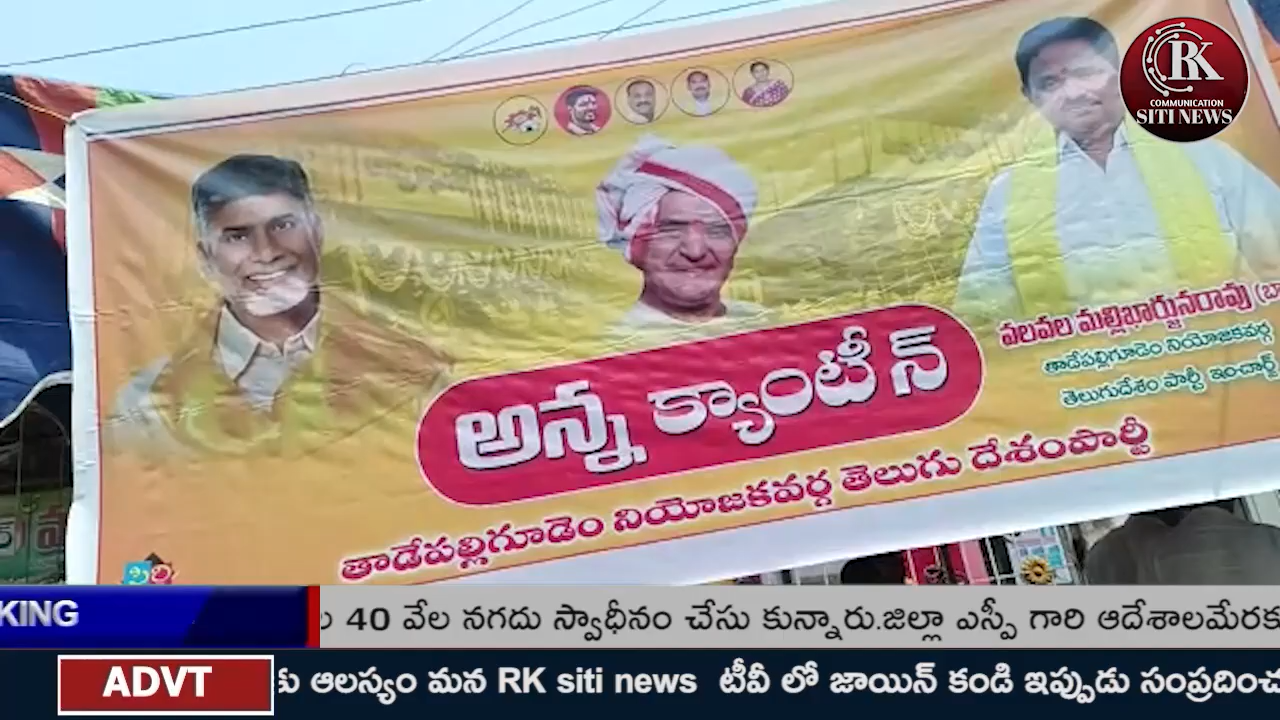 RK
COMMUNICATION
SITI NEWS
వలవల మల్లిఖార్జునరావు (బా
తాడేపల్లిగూడెం నియోజకవర్గ
తెలుగుదేశం పార్టీ ఇంచార్జ్
అన్న క్యాంటీన్
తాడేపల్లిగూడెం నియోజకవర్గ తెలుగు దేశంపార్టీ
KING
ల 40 వేల నగదు స్వాధీనం చేసు కున్నారు.జిల్లా ఎస్పీ గారి ఆదేశాలమేరకు
ADVT
కు ఆలస్యం మన RK siti news టీవీ లో జాయిన్ కండి ఇప్పుడు సంప్రదించ